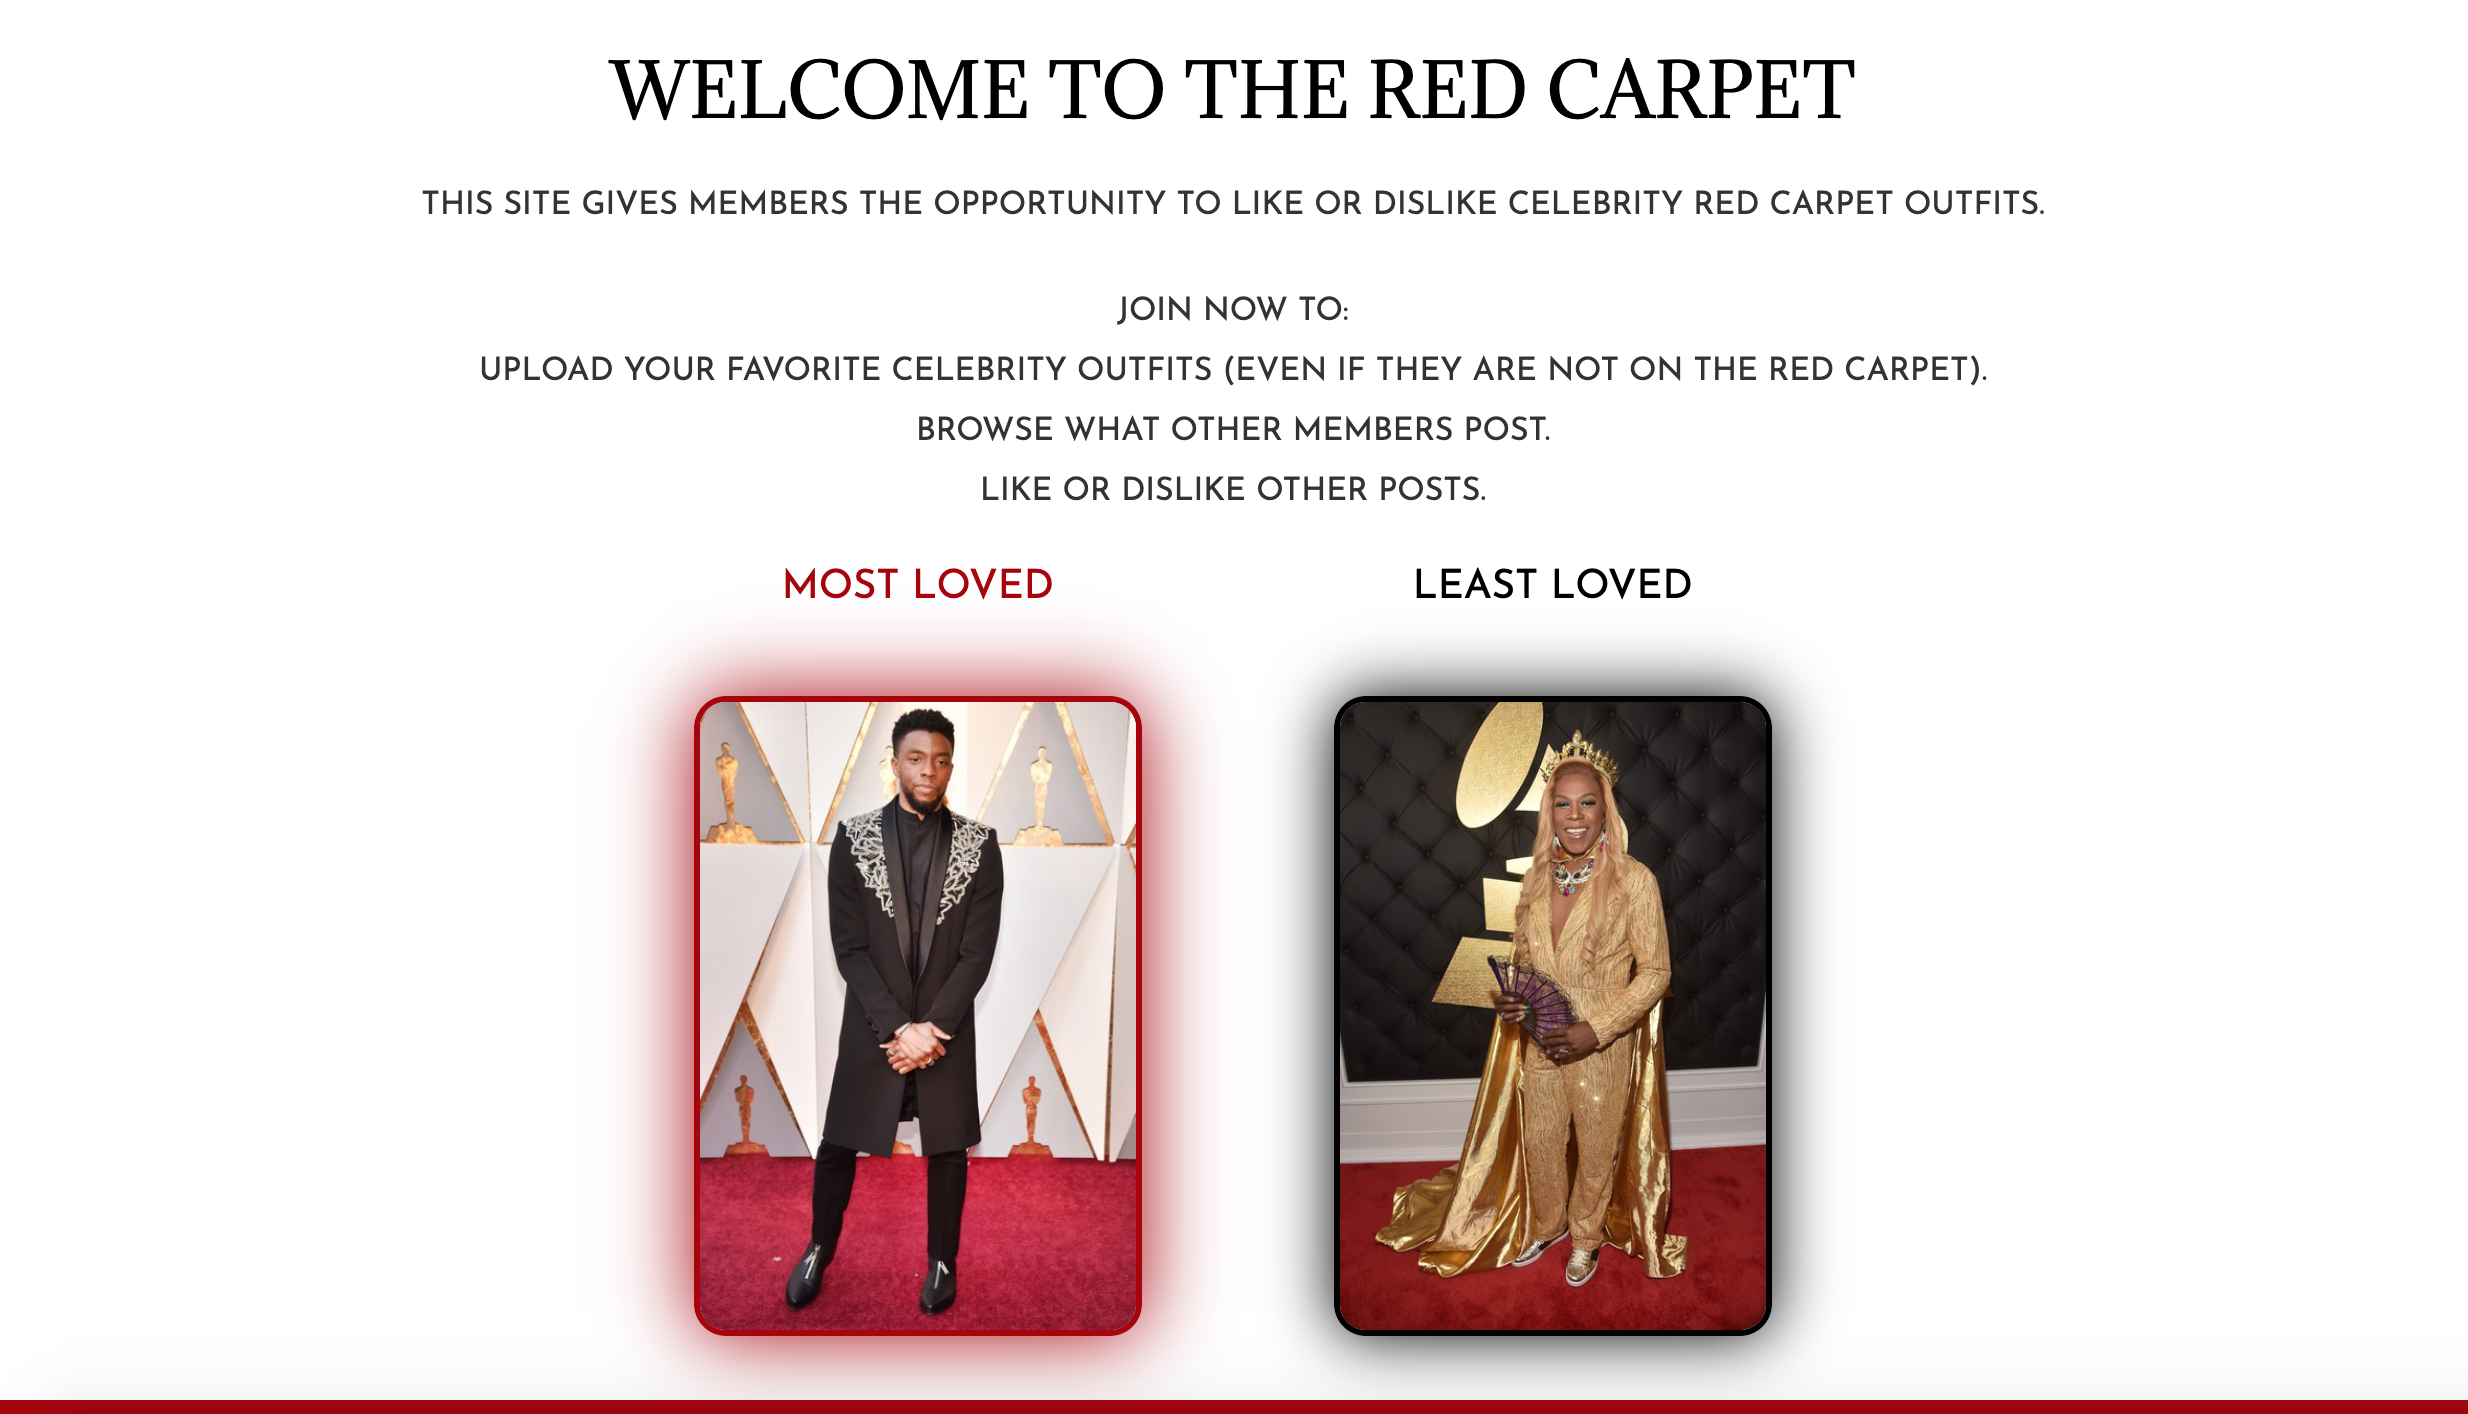 WELCOME TO THE RED CARPET
THIS SITE GIVES MEMBERS THE OPPORTUNITY TO LIKE OR DISLIKE CELEBRITY RED CARPET OUTFITS.
JOIN NOW TO:
UPLOAD YOUR FAVORITE CELEBRITY OUTFITS (EVEN IF THEY ARE NOT ON THE RED CARPET).
BROWSE WHAT OTHER MEMBERS POST.
LIKE OR DISLIKE OTHER POSTS.
MOST LOVED
LEAST LOVED